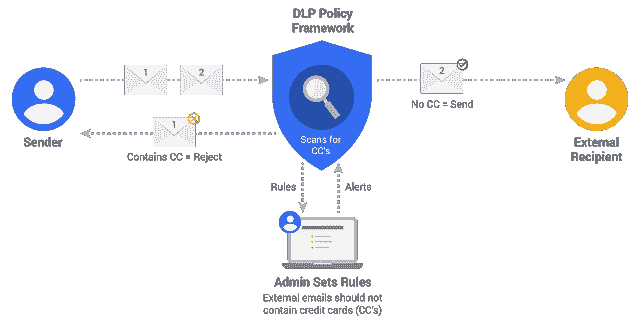 DLP Policy
Framework
1
2
2
No CC = Send
1
Contains CC = Reject
Sender
Scans for
CC's
External
Recipient
Rules
Alerts
Admin Sets Rules
External emails should not
contain credit cards (CC's)